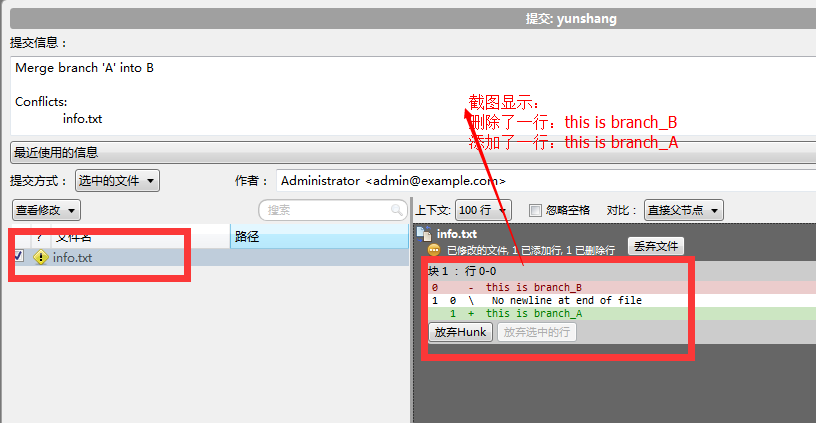 提交: yunshang
提交信息：
Merge branch 'A' into B
Conflicts:
info.txt
截图显示：
删除了一行：this is branch_B
添加了一行：this is branch_A
最近使用的信息
提交方式： 选中的文件 作者： Administrator <admin@example.com>
查看修改 搜索 上下文: 100 行 忽略空格 对比： 直接父节点
? 文件名 路径
info.txt
info.txt
已修改的文件, 1 已添加行, 1 已删除行 丢弃文件
块 1 ：行 0-0
0 - this is branch_B
1 0 \ No newline at end of file
1 + this is branch_A
放弃Hunk 放弃选中的行